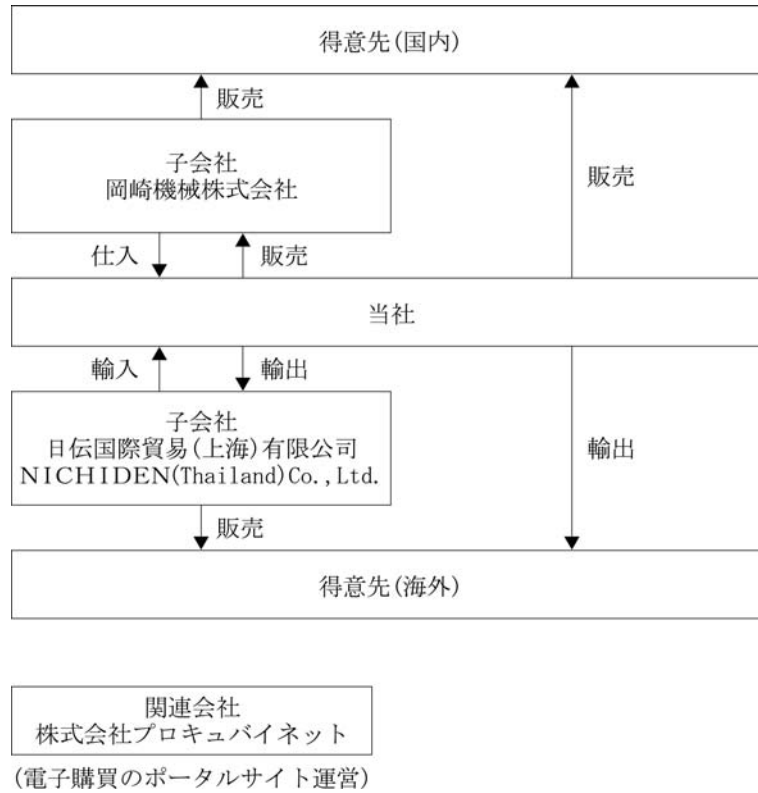 得意先(国内)
販売
子会社
岡崎機械株式会社
販売
仕入
販売
当社
輸入
輸出
子会社
日伝国際貿易(上海)有限公司
NICHIDEN(Thailand)Co.,Ltd.
輸出
販売
得意先(海外)
関連会社
株式会社プロキュバイネット
(電子購買のポータルサイト運営)